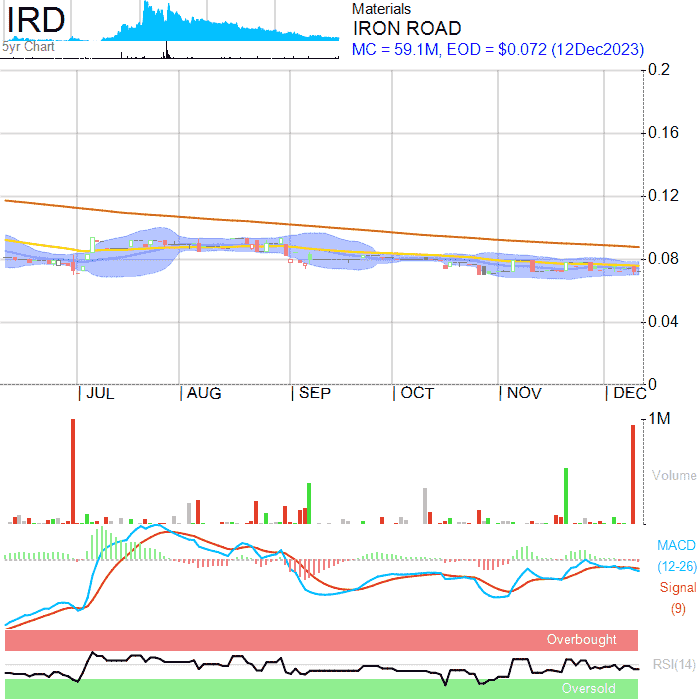 IRD
5yr Chart
Materials
IRON ROAD
MC = 59.1M, EOD = $0.072 (12Dec2023)
0.2
0.16
0.12
0.08
0.04
0
JUL AUG SEP OCT NOV DEC
1M
Volume
MACD
(12-26)
Signal
(9)
Overbought
RSI(14)
Oversold